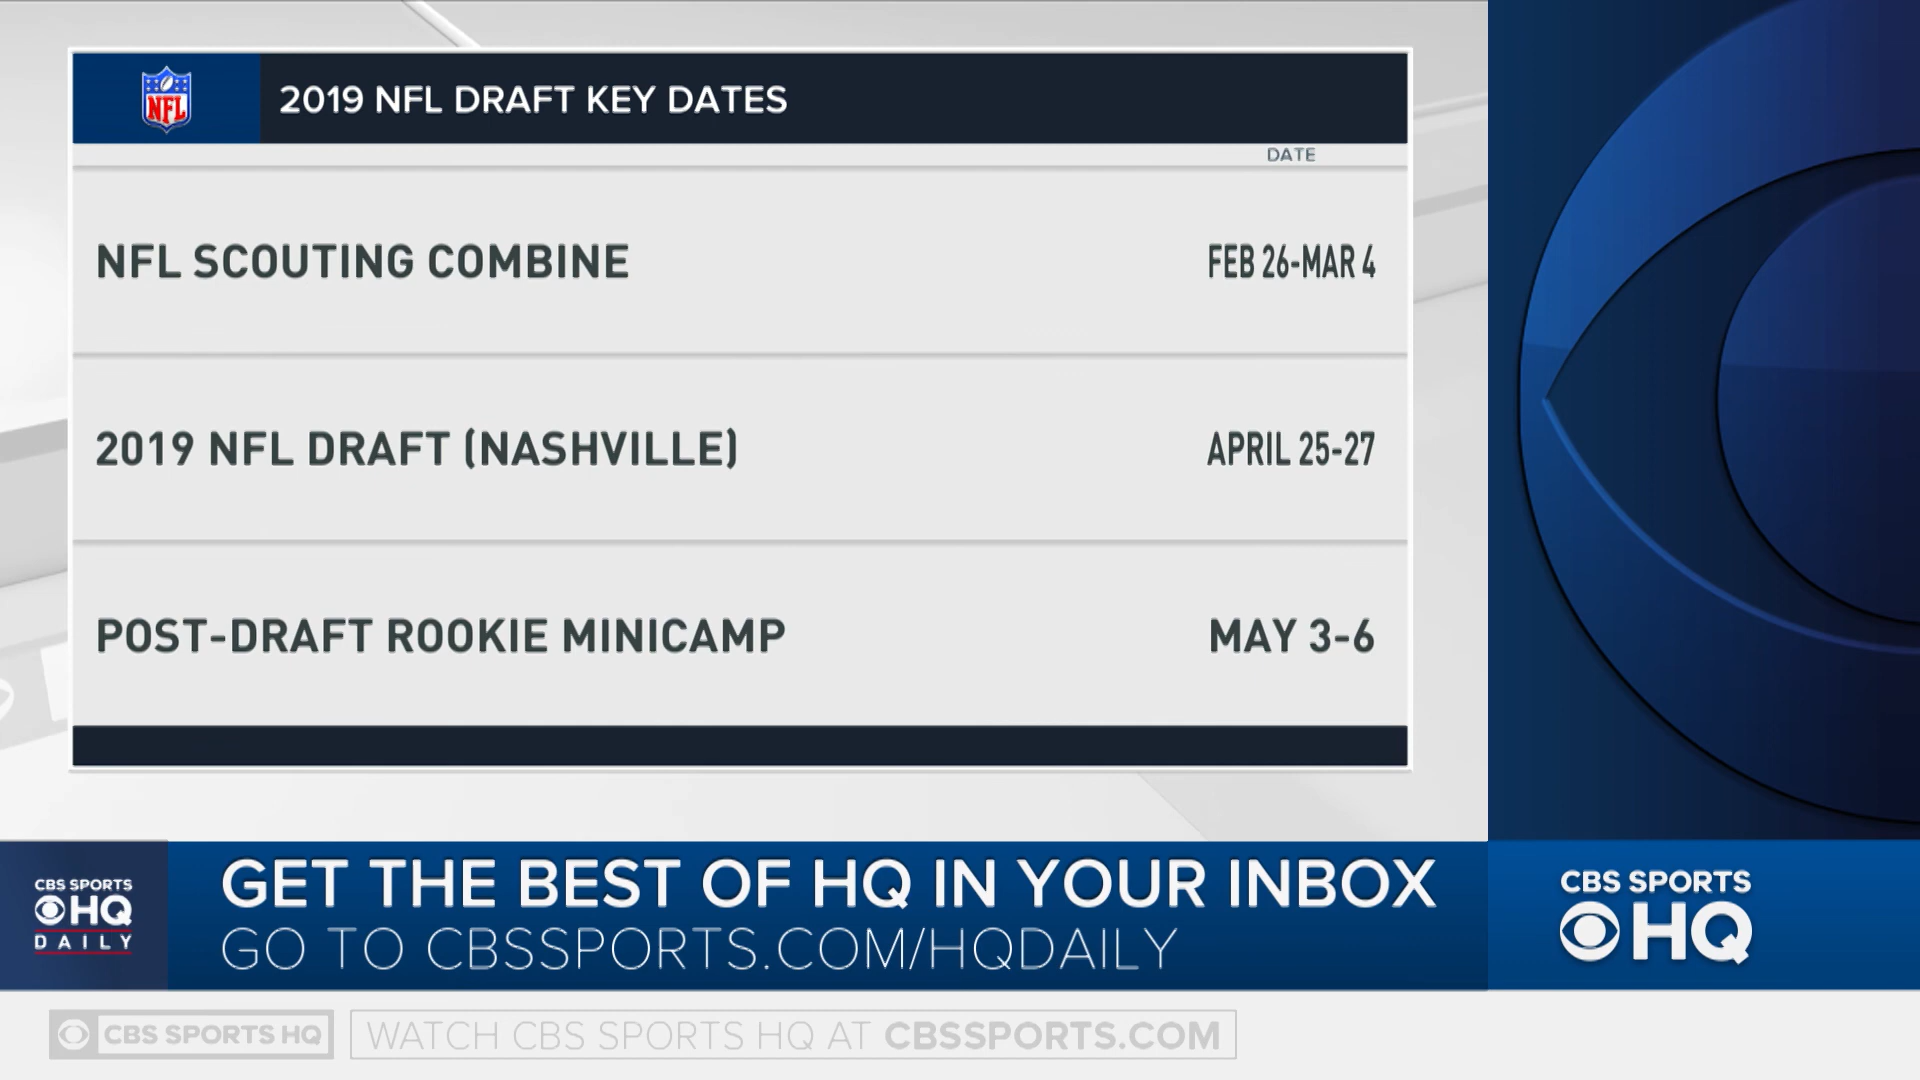 NFL
2019 NFL DRAFT KEY DATES
DATE
NFL SCOUTING COMBINE FEB 26-MAR 4
2019 NFL DRAFT (NASHVILLE) APRIL 25-27
POST-DRAFT ROOKIE MINICAMP MAY 3-6
CBS SPORTS
HQ
DAILY
GET THE BEST OF HQ IN YOUR INBOX
GO TO CBSSPORTS.COM/HQDAILY
CBS SPORTS
HQ
CBS SPORTS HQ
WATCH CBS SPORTS HQ AT CBSSPORTS.COM